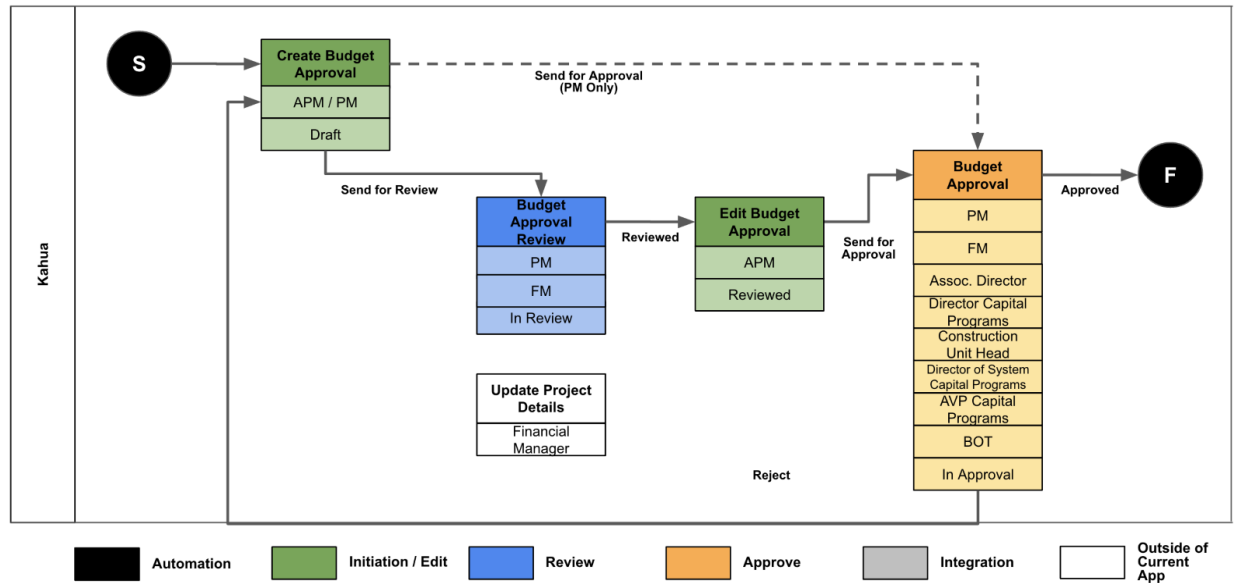 Kahua
S
Create Budget
Approval
APM / PM
Draft
Send for Approval
(PM Only)
Send for Review
Budget
Approval
Review
PM
FM
In Review
Reviewed
Edit Budget
Approval
APM
Reviewed
Send for
Approval
Budget
Approval
PM
FM
Assoc. Director
Director Capital
Programs
Construction
Unit Head
Director of System
Capital Programs
AVP Capital
Programs
BOT
In Approval
Approved
F
Update Project
Details
Financial
Manager
Reject
Automation
Initiation / Edit
Review
Approve
Integration
Outside of
Current
App